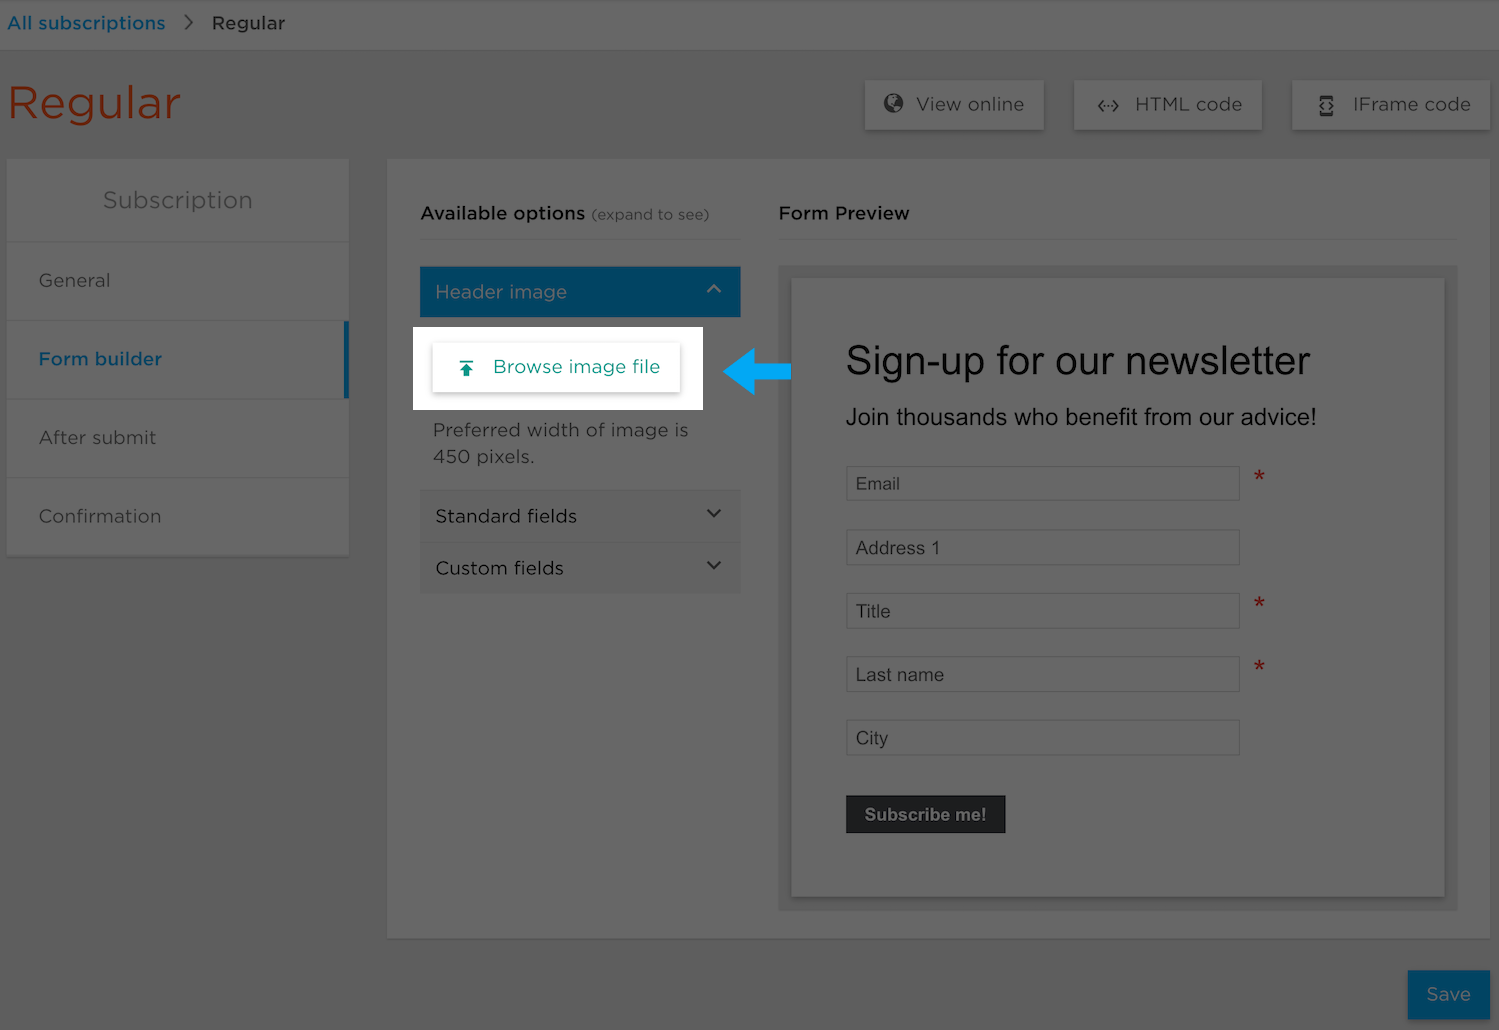 All subscriptions > Regular
Regular
View online
HTML code
IFrame code
Subscription
General
Form builder
After submit
Confirmation
Available options (expand to see)
Header image
Browse image file
Preferred width of image is
450 pixels.
Standard fields
Custom fields
Form Preview
Sign-up for our newsletter
Join thousands who benefit from our advice!
Email *
Address 1
Title *
Last name *
City
Subscribe me!
Save